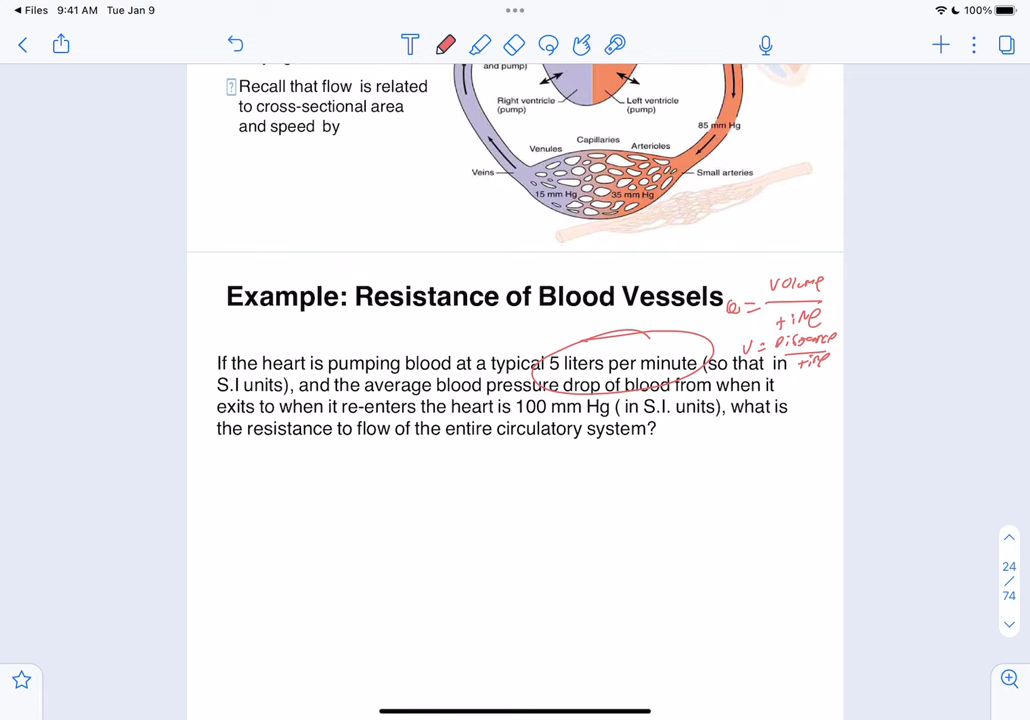 Files 9:41 AM Tue Jan 9
100%
T
and pump)
Recall that flow is related
to cross-sectional area
and speed by
Right ventricle
(pump)
Left ventricle
(pump)
85 mm Hg
Capillaries
Venules
Arterioles
Veins
Small arteries
15 mm Hg
35 mm Hg
Example: Resistance of Blood Vessels
Q = volume
time
V = Distance
time
If the heart is pumping blood at a typical 5 liters per minute (so that in
S.I units), and the average blood pressure drop of blood from when it
exits to when it re-enters the heart is 100 mm Hg ( in S.I. units), what is
the resistance to flow of the entire circulatory system?
24
/
74